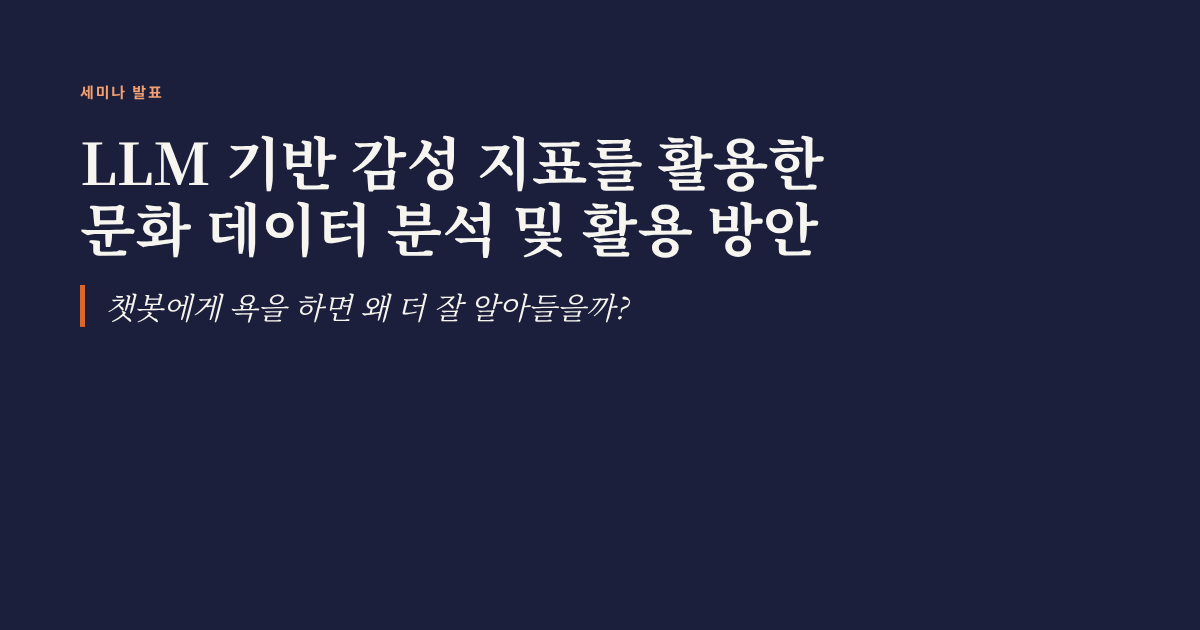 세미나 발표
LLM 기반 감성 지표를 활용한
문화 데이터 분석 및 활용 방안
챗봇에게 욕을 하면 왜 더 잘 알아들을까?